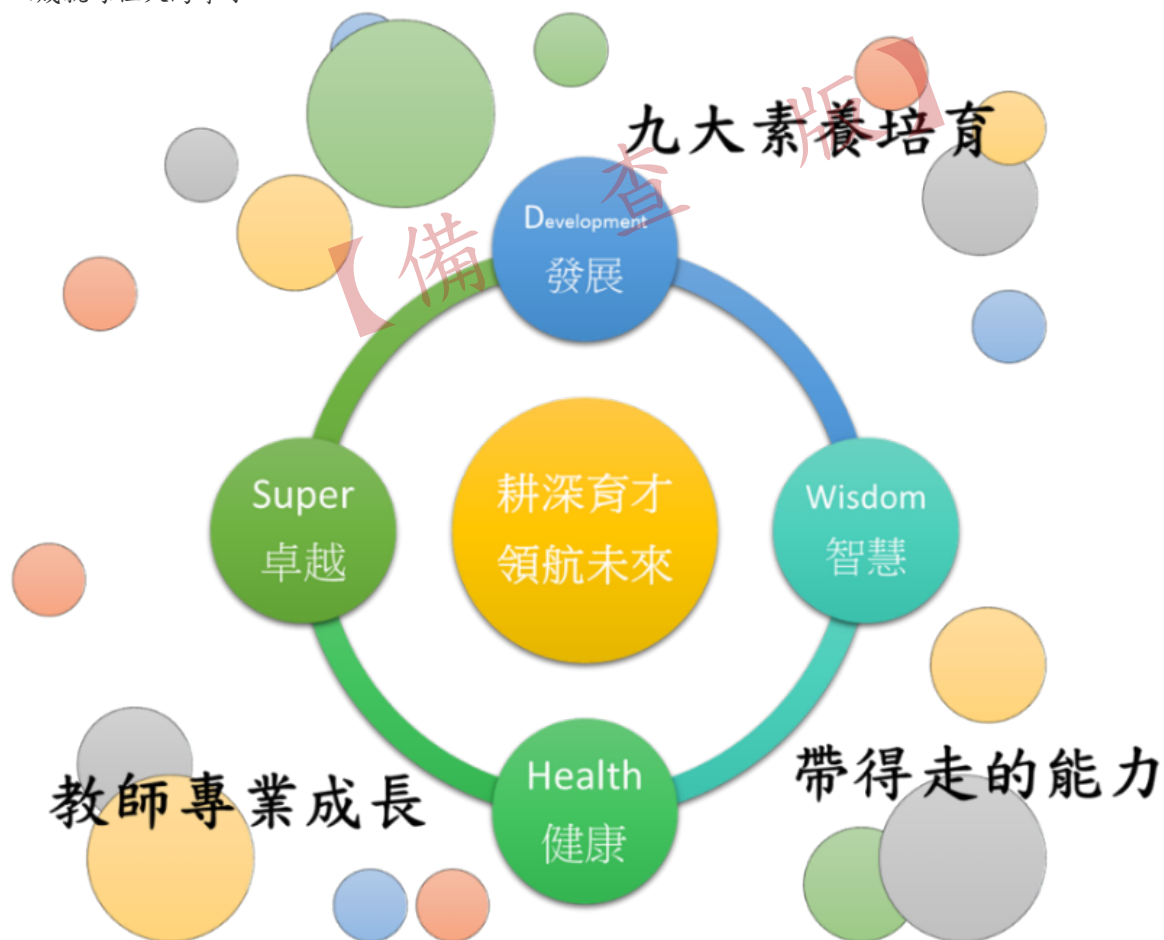 九大素養培育
【備查版】
Development
發展
Super
卓越
耕深育才
領航未來
Wisdom
智慧
Health
健康
帶得走的能力
教師專業成長